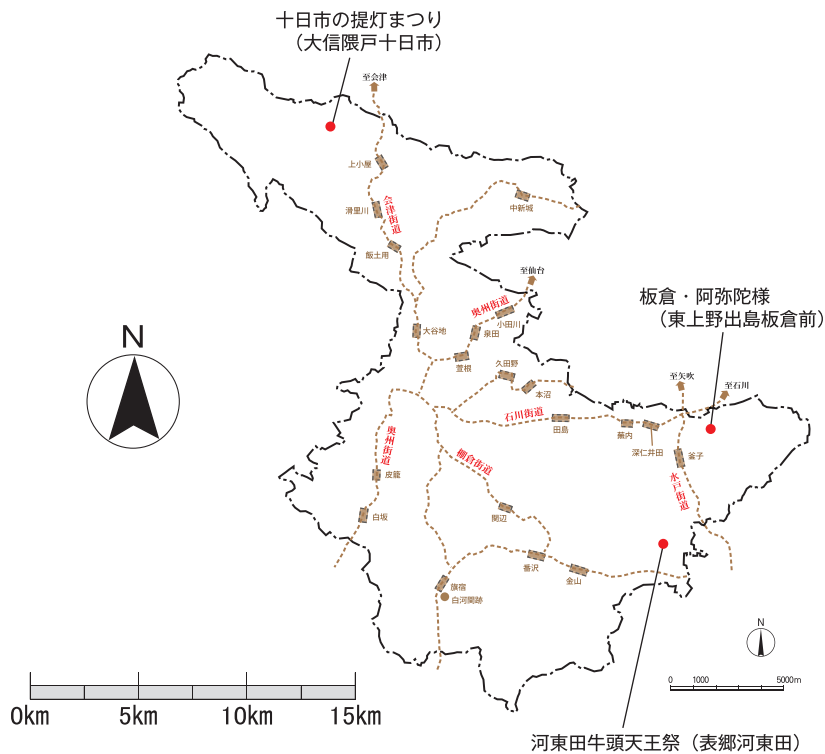 十日市の提灯まつり
（大信隈戸十日市）
至会津
上小屋
会津街道
滑里川
中新城
飯土用
至仙台
奥州街道
小田川
板倉・阿弥陀様
（東上野出島板倉前）
大谷地
泉田
N
萱根
久田野
本沼
至矢吹
至石川
石川街道
田島
蕪内
深仁井田
奥州街道
棚倉街道
釜子
水戸街道
皮籠
白坂
関辺
番沢
金山
旗宿
白河関跡
N
0 1000 5000m
0km 5km 10km 15km
河東田牛頭天王祭（表郷河東田）